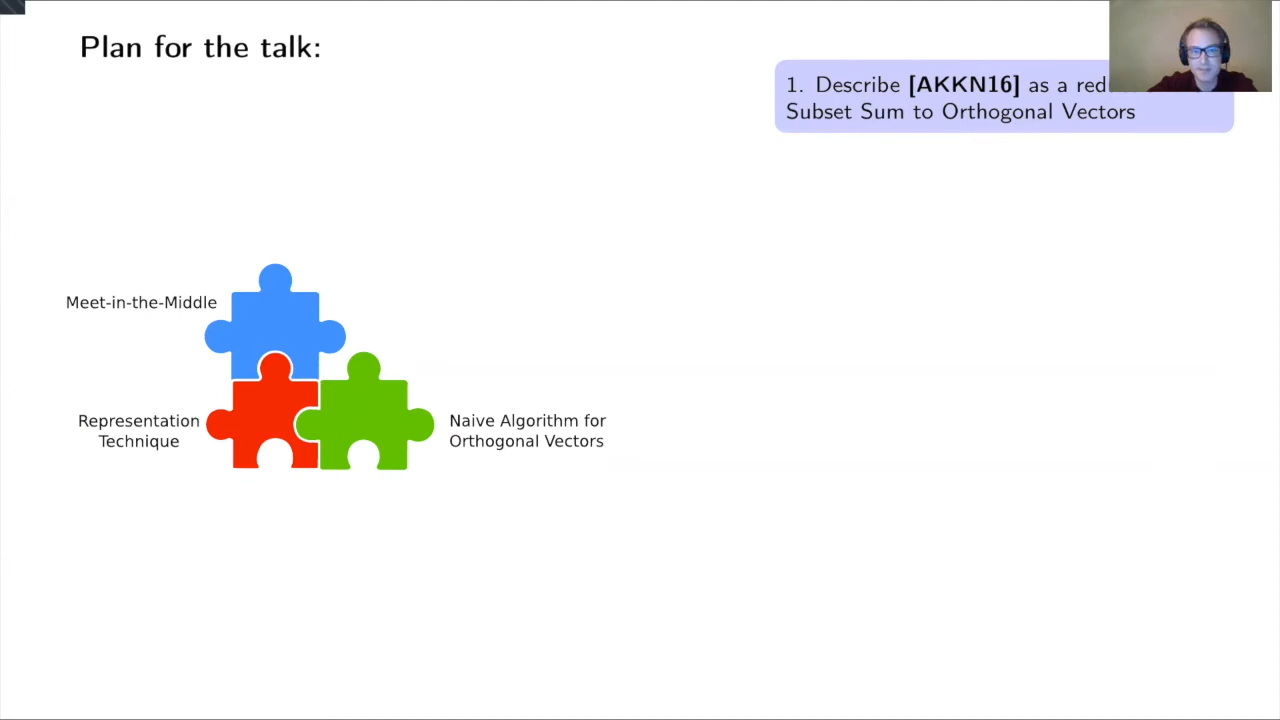 Plan for the talk:
1. Describe [AKKN16] as a red
Subset Sum to Orthogonal Vectors
Meet-in-the-Middle
Representation
Technique
Naive Algorithm for
Orthogonal Vectors